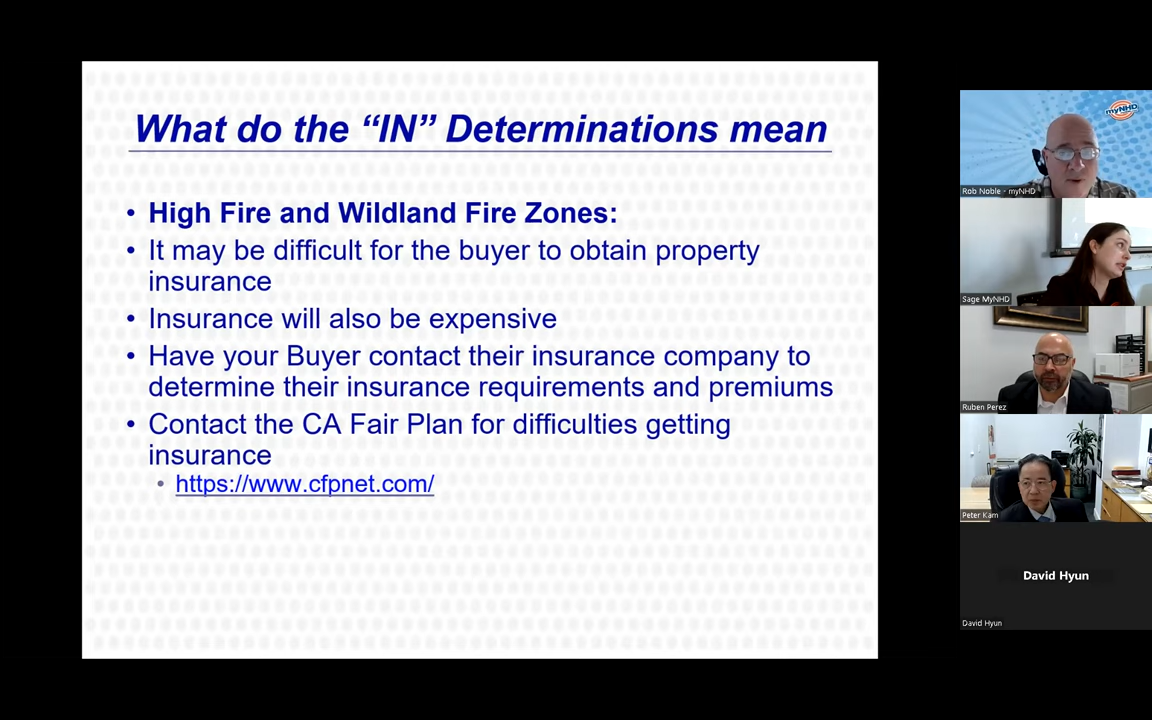 What do the “IN” Determinations mean
• High Fire and Wildland Fire Zones:
• It may be difficult for the buyer to obtain property
insurance
• Insurance will also be expensive
• Have your Buyer contact their insurance company to
determine their insurance requirements and premiums
• Contact the CA Fair Plan for difficulties getting
insurance
• https://www.cfpnet.com/
myNHD
Rob Noble - myNHD
Sage MyNHD
Ruben Perez
Peter Kam
David Hyun
David Hyun